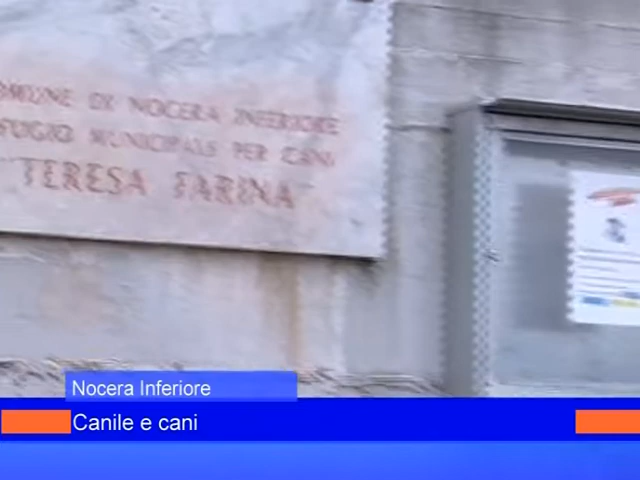 OMUNE DI NOCERA INFERIORE
FUGIO MUNICIPALE PER CANI
"TERESA FARINA"
Nocera Inferiore
Canile e cani